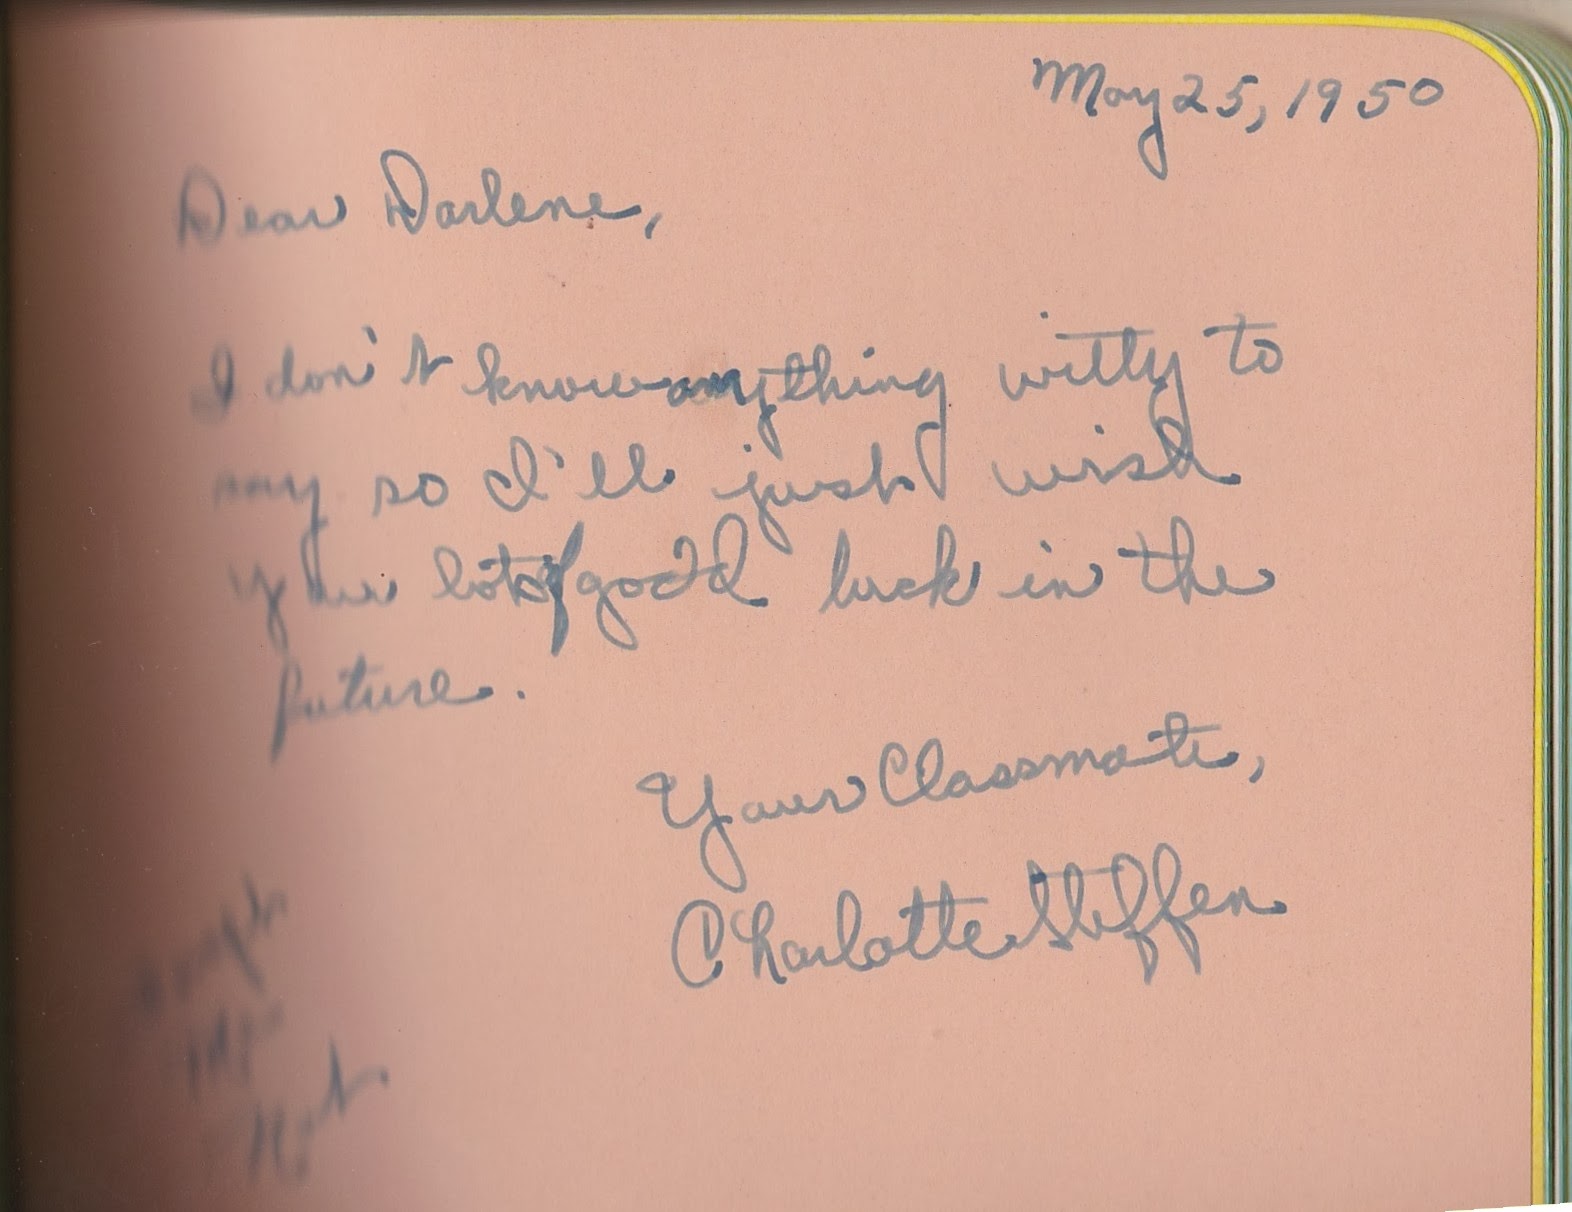 May 25, 1950
Dear Darlene,
I don't know anything witty to
say so I'll just wish
you lots of good luck in the
future.
Your Classmate,
Charlotte Steffen